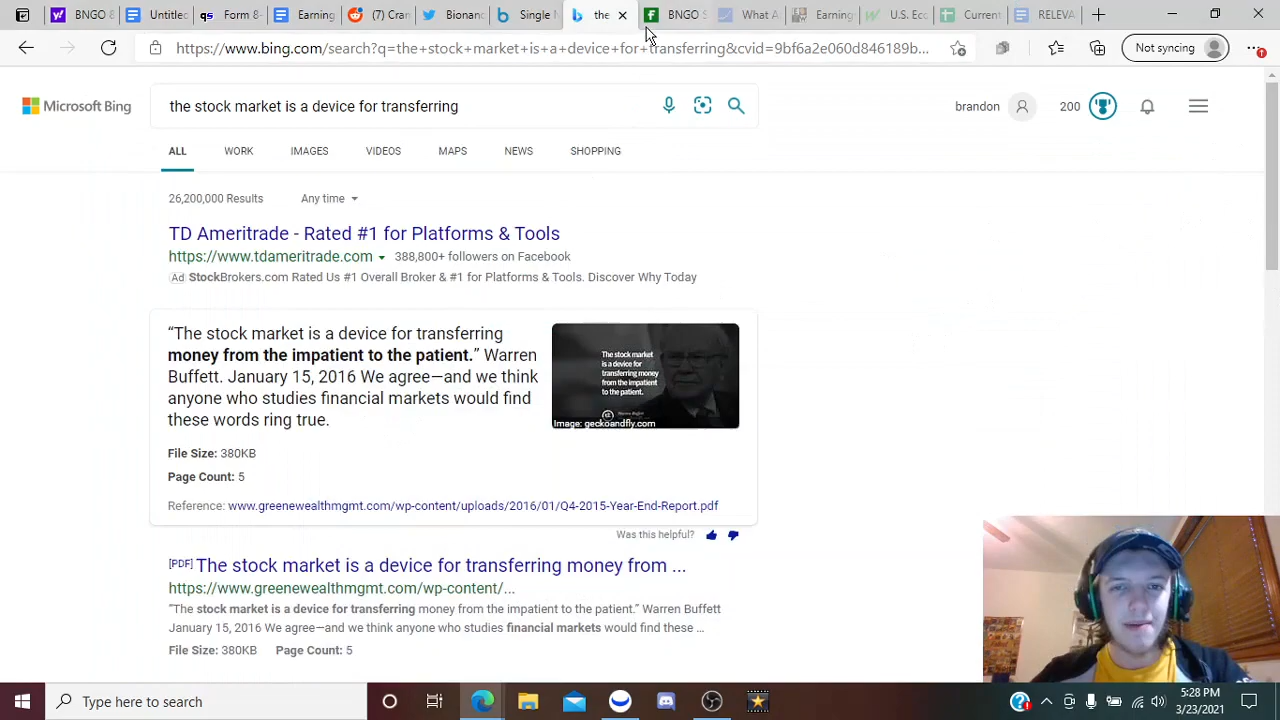 BNGO
Q4-
BNGO 8-
Engag
(10
Bionan
Single
the
BNGO S
What A
Earning
U.S. Ec
Current
RELEVA
https://www.bing.com/search?q=the+stock+market+is+a+device+for+transferring&cvid=9bf6a2e060d846189b...
Not syncing
Microsoft Bing
the stock market is a device for transferring
brandon
200
ALL
WORK
IMAGES
VIDEOS
MAPS
NEWS
SHOPPING
26,200,000 Results
Any time
TD Ameritrade - Rated #1 for Platforms & Tools
https://www.tdameritrade.com
388,800+ followers on Facebook
Ad StockBrokers.com Rated Us #1 Overall Broker & #1 for Platforms & Tools. Discover Why Today
“The stock market is a device for transferring
money from the impatient to the patient.” Warren
Buffett. January 15, 2016 We agree—and we think
anyone who studies financial markets would find
these words ring true.
The stock market
is a device for
transferring money
from the impatient
to the patient.
Image: geckoandfly.com
File Size: 380KB
Page Count: 5
Reference: www.greenewealthmgmt.com/wp-content/uploads/2016/01/Q4-2015-Year-End-Report.pdf
Was this helpful?
[PDF] The stock market is a device for transferring money from ...
https://www.greenewealthmgmt.com/wp-content/...
“The stock market is a device for transferring money from the impatient to the patient.” Warren Buffett
January 15, 2016 We agree—and we think anyone who studies financial markets would find these ...
File Size: 380KB Page Count: 5
Type here to search
5:28 PM
3/23/2021